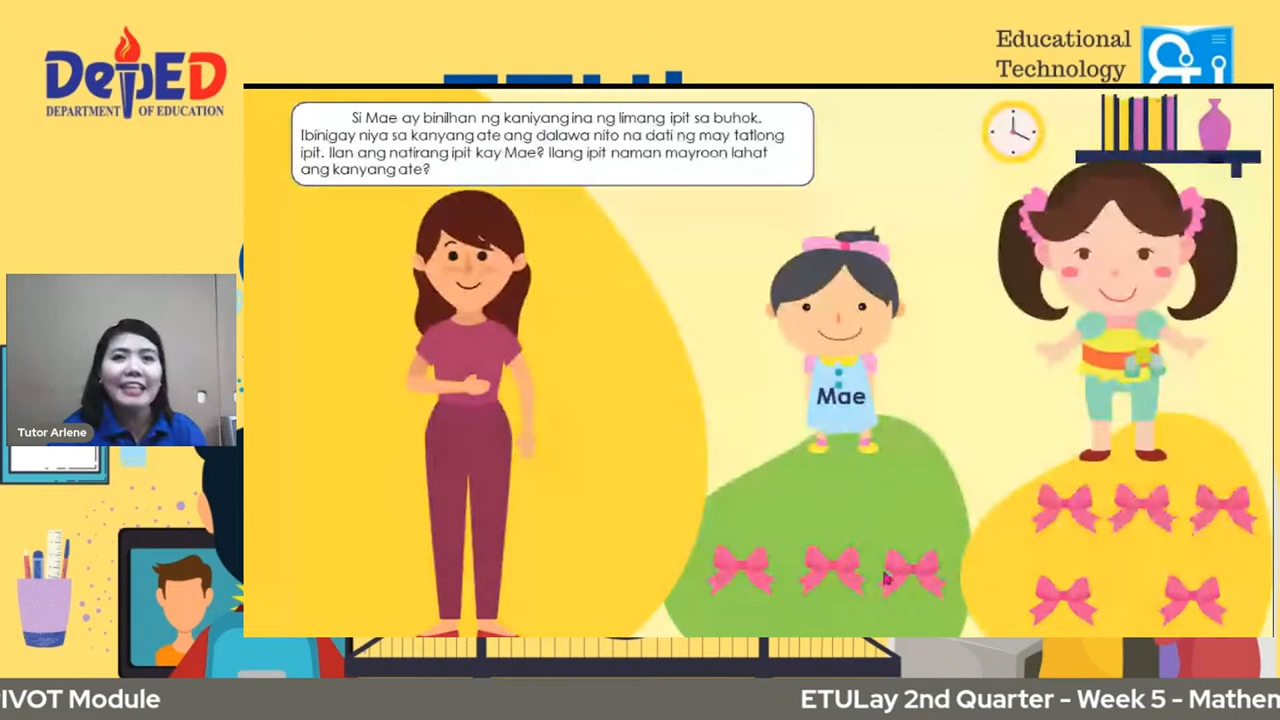 DepED
DEPARTMENT OF EDUCATION
Educational
Technology
Si Mae ay binilhan ng kaniyang ina ng limang ipit sa buhok.
Ibinigay niya sa kanyang ate ang dalawa nito na dati ng may tatlong
ipit. Ilan ang natirang ipit kay Mae? Ilang ipit naman mayroon lahat
ang kanyang ate?
Mae
Tutor Arlene
PIVOT Module
ETULay 2nd Quarter - Week 5 - Mathem